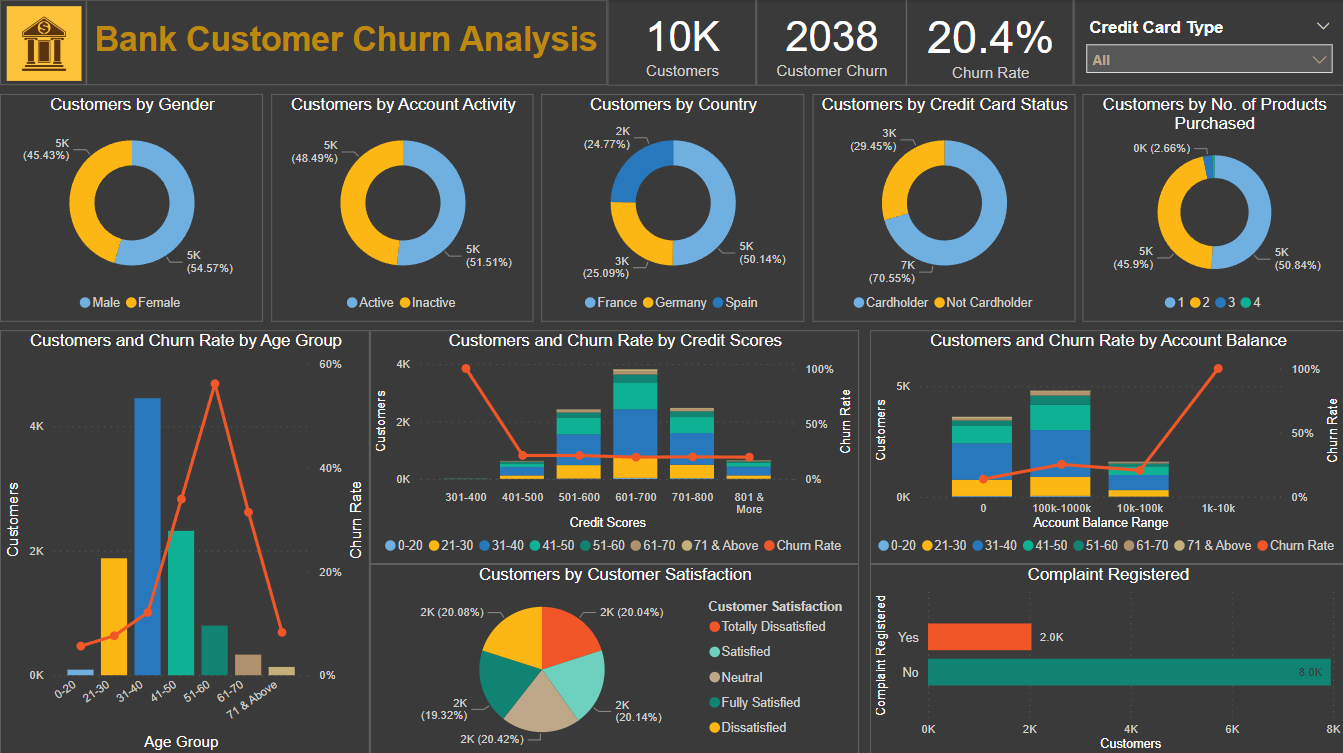 Bank Customer Churn Analysis
10K
Customers
2038
Customer Churn
20.4%
Churn Rate
Credit Card Type
All
Customers by Gender
5K
(45.43%)
5K
(54.57%)
Male Female
Customers by Account Activity
5K
(48.49%)
5K
(51.51%)
Active Inactive
Customers by Country
2K
(24.77%)
3K
(25.09%)
5K
(50.14%)
France Germany Spain
Customers by Credit Card Status
3K
(29.45%)
7K
(70.55%)
Cardholder Not Cardholder
Customers by No. of Products
Purchased
0K (2.66%)
5K
(45.9%)
5K
(50.84%)
1 2 3 4
Customers and Churn Rate by Age Group
Customers
4K
2K
0K
60%
40%
20%
0%
Churn Rate
0-20
21-30
31-40
41-50
51-60
61-70
71 & Above
Age Group
Customers and Churn Rate by Credit Scores
Customers
4K
2K
0K
100%
50%
0%
Churn Rate
301-400 401-500 501-600 601-700 701-800 801 &
More
Credit Scores
0-20 21-30 31-40 41-50 51-60 61-70 71 & Above Churn Rate
Customers and Churn Rate by Account Balance
Customers
5K
0K
100%
50%
0%
Churn Rate
0 100k-1000k 10k-100k 1k-10k
Account Balance Range
0-20 21-30 31-40 41-50 51-60 61-70 71 & Above Churn Rate
Customers by Customer Satisfaction
2K (20.08%)
2K (20.04%)
2K
(19.32%)
2K
(20.14%)
2K (20.42%)
Customer Satisfaction
Totally Dissatisfied
Satisfied
Neutral
Fully Satisfied
Dissatisfied
Complaint Registered
Complaint Registered
Yes
2.0K
No
8.0K
0K 2K 4K 6K 8K
Customers